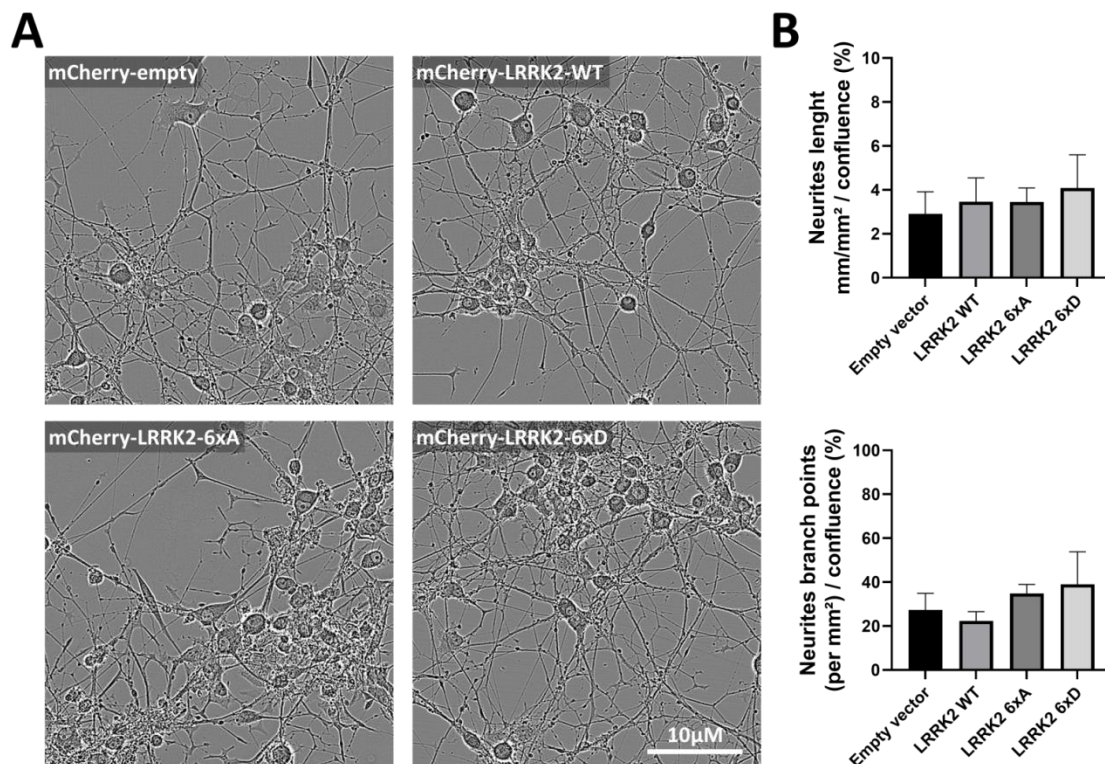 A
mCherry-empty
mCherry-LRRK2-WT
mCherry-LRRK2-6xA
mCherry-LRRK2-6xD
10µM
B
Neurites lenght
mm/mm² / confluence (%)
10
8
6
4
2
0
Empty vector
LRRK2 WT
LRRK2 6xA
LRRK2 6xD
Neurites branch points
(per mm²) / confluence (%)
100
80
60
40
20
0
Empty vector
LRRK2 WT
LRRK2 6xA
LRRK2 6xD